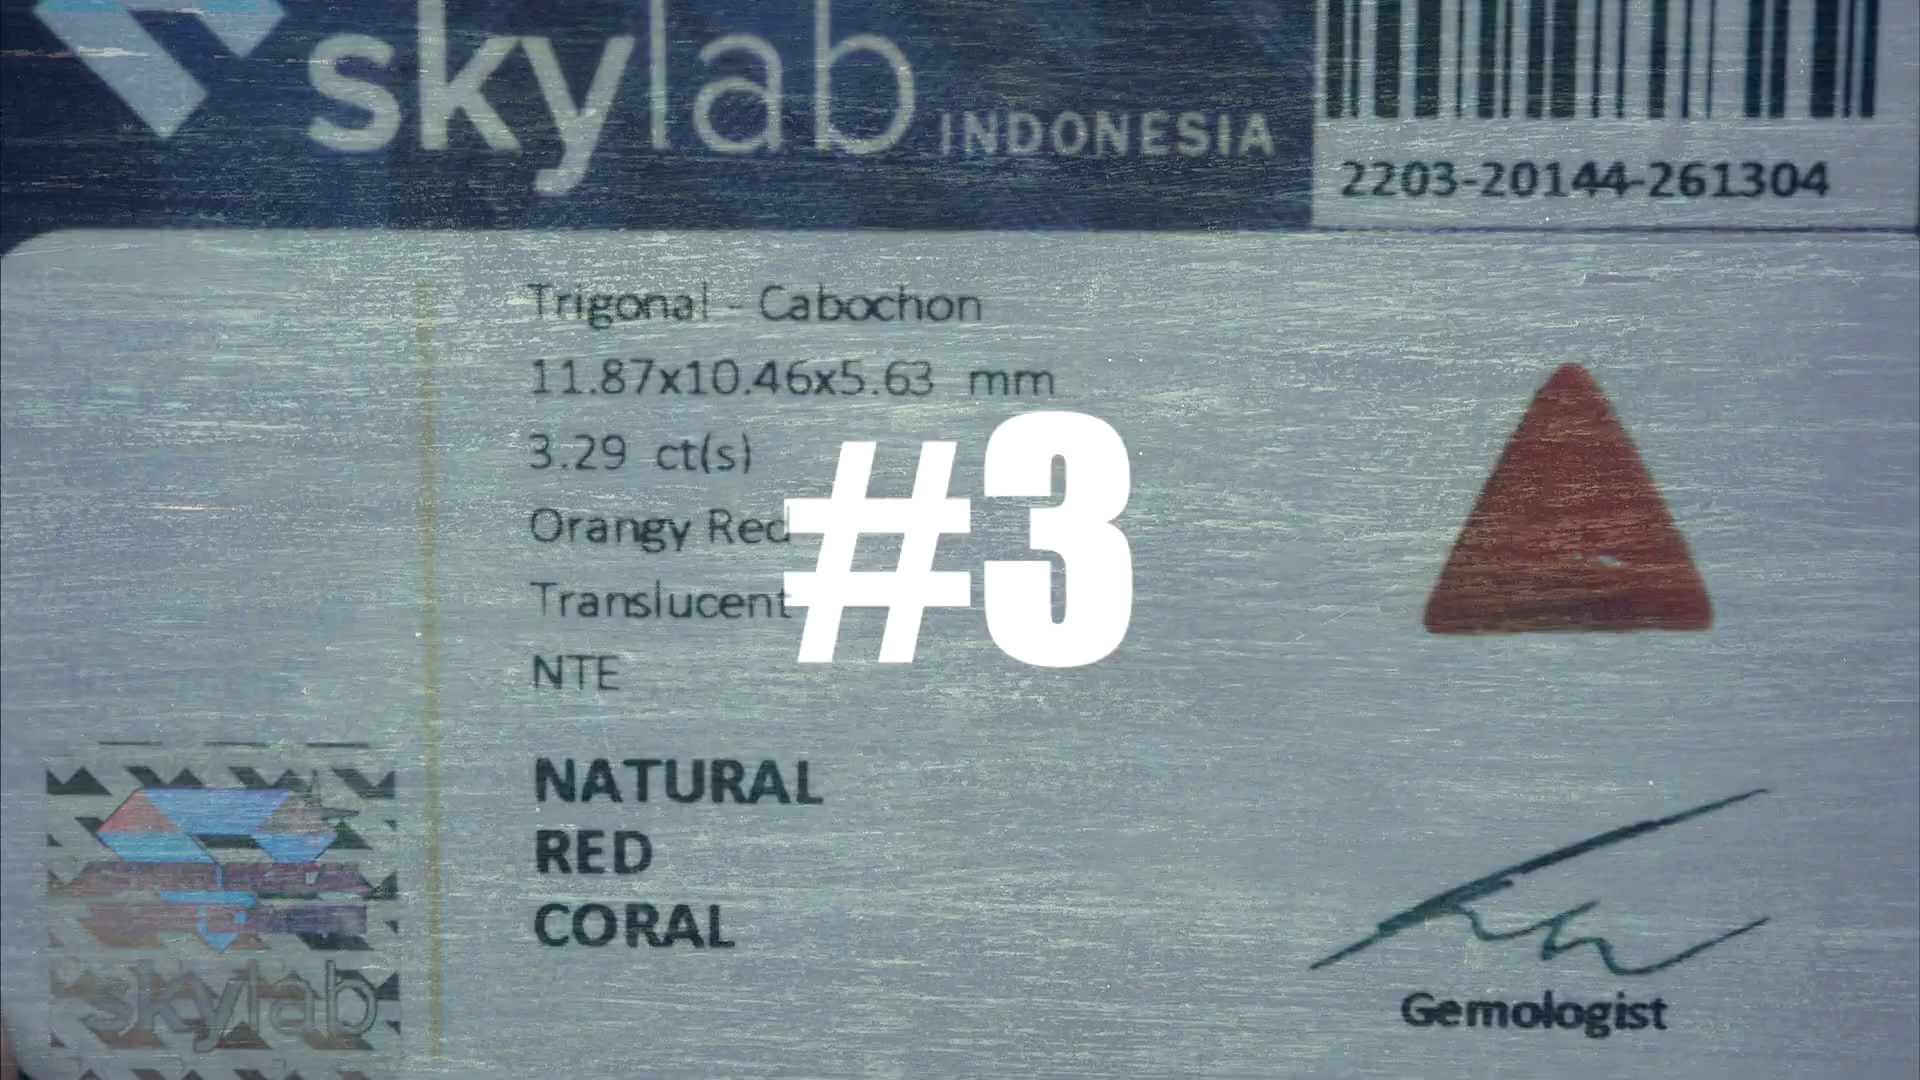 skylab INDONESIA
2203-20144-261304
Trigonal - Cabochon
11.87x10.46x5.63 mm
3.29 ct(s)
Orangy Red
Translucent
NTE
#3
NATURAL
RED
CORAL
skylab
Gemologist